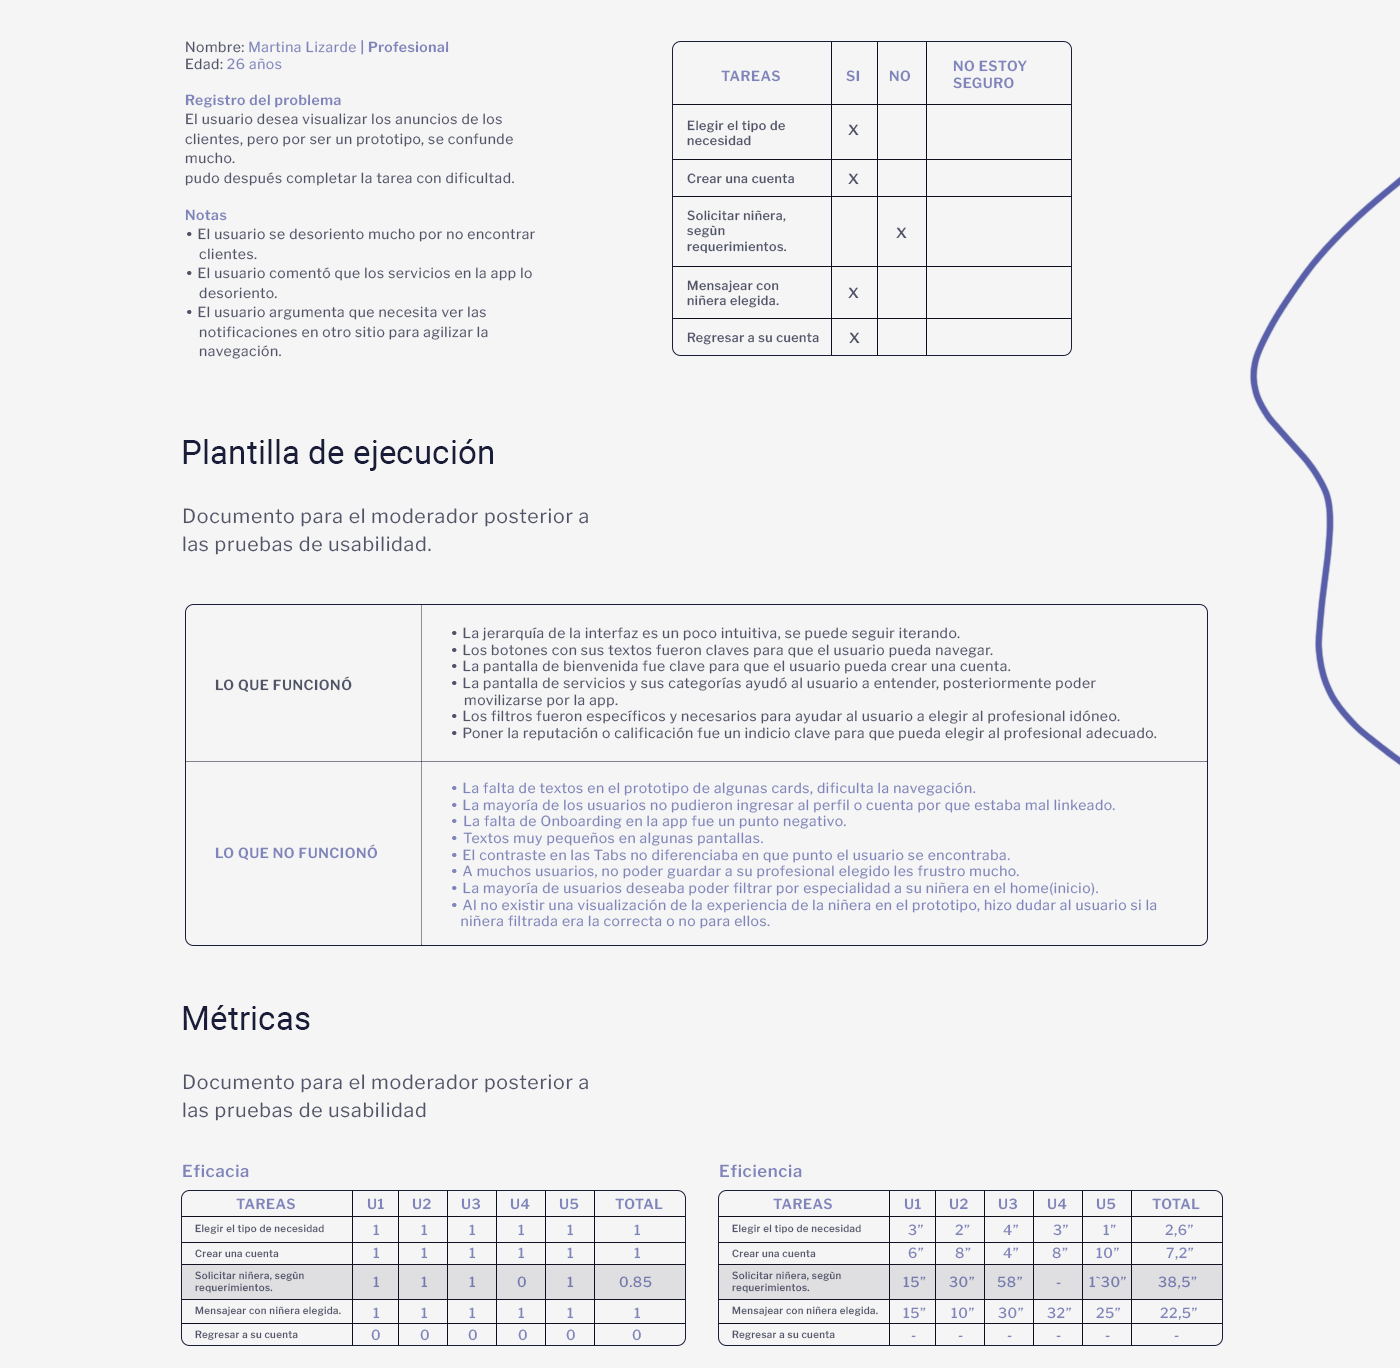 Nombre: Martina Lizarde | Profesional
Edad: 26 años
Registro del problema
El usuario desea visualizar los anuncios de los
clientes, pero por ser un prototipo, se confunde
mucho.
pudo después completar la tarea con dificultad.
Notas
• El usuario se desoriento mucho por no encontrar
clientes.
• El usuario comentó que los servicios en la app lo
desoriento.
• El usuario argumenta que necesita ver las
notificaciones en otro sitio para agilizar la
navegación.
TAREAS SI NO NO ESTOY
SEGURO
Elegir el tipo de
necesidad X
Crear una cuenta X
Solicitar niñera,
segùn
requerimientos. X
Mensajear con
niñera elegida. X
Regresar a su cuenta X
Plantilla de ejecución
Documento para el moderador posterior a
las pruebas de usabilidad.
LO QUE FUNCIONÓ
• La jerarquía de la interfaz es un poco intuitiva, se puede seguir iterando.
• Los botones con sus textos fueron claves para que el usuario pueda navegar.
• La pantalla de bienvenida fue clave para que el usuario pueda crear una cuenta.
• La pantalla de servicios y sus categorías ayudó al usuario a entender, posteriormente poder
movilizarse por la app.
• Los filtros fueron específicos y necesarios para ayudar al usuario a elegir al profesional idóneo.
• Poner la reputación o calificación fue un indicio clave para que pueda elegir al profesional adecuado.
LO QUE NO FUNCIONÓ
• La falta de textos en el prototipo de algunas cards, dificulta la navegación.
• La mayoría de los usuarios no pudieron ingresar al perfil o cuenta por que estaba mal linkeado.
• La falta de Onboarding en la app fue un punto negativo.
• Textos muy pequeños en algunas pantallas.
• El contraste en las Tabs no diferenciaba en que punto el usuario se encontraba.
• A muchos usuarios, no poder guardar a su profesional elegido les frustro mucho.
• La mayoría de usuarios deseaba poder filtrar por especialidad a su niñera en el home(inicio).
• Al no existir una visualización de la experiencia de la niñera en el prototipo, hizo dudar al usuario si la
niñera filtrada era la correcta o no para ellos.
Métricas
Documento para el moderador posterior a
las pruebas de usabilidad
Eficacia
TAREAS U1 U2 U3 U4 U5 TOTAL
Elegir el tipo de necesidad 1 1 1 1 1 1
Crear una cuenta 1 1 1 1 1 1
Solicitar niñera, segùn
requerimientos. 1 1 1 0 1 0.85
Mensajear con niñera elegida. 1 1 1 1 1 1
Regresar a su cuenta 0 0 0 0 0 0
Eficiencia
TAREAS U1 U2 U3 U4 U5 TOTAL
Elegir el tipo de necesidad 3” 2” 4” 3” 1” 2,6”
Crear una cuenta 6” 8” 4” 8” 10” 7,2”
Solicitar niñera, segùn
requerimientos. 15” 30” 58” - 1`30” 38,5”
Mensajear con niñera elegida. 15” 10” 30” 32” 25” 22,5”
Regresar a su cuenta - - - - - -